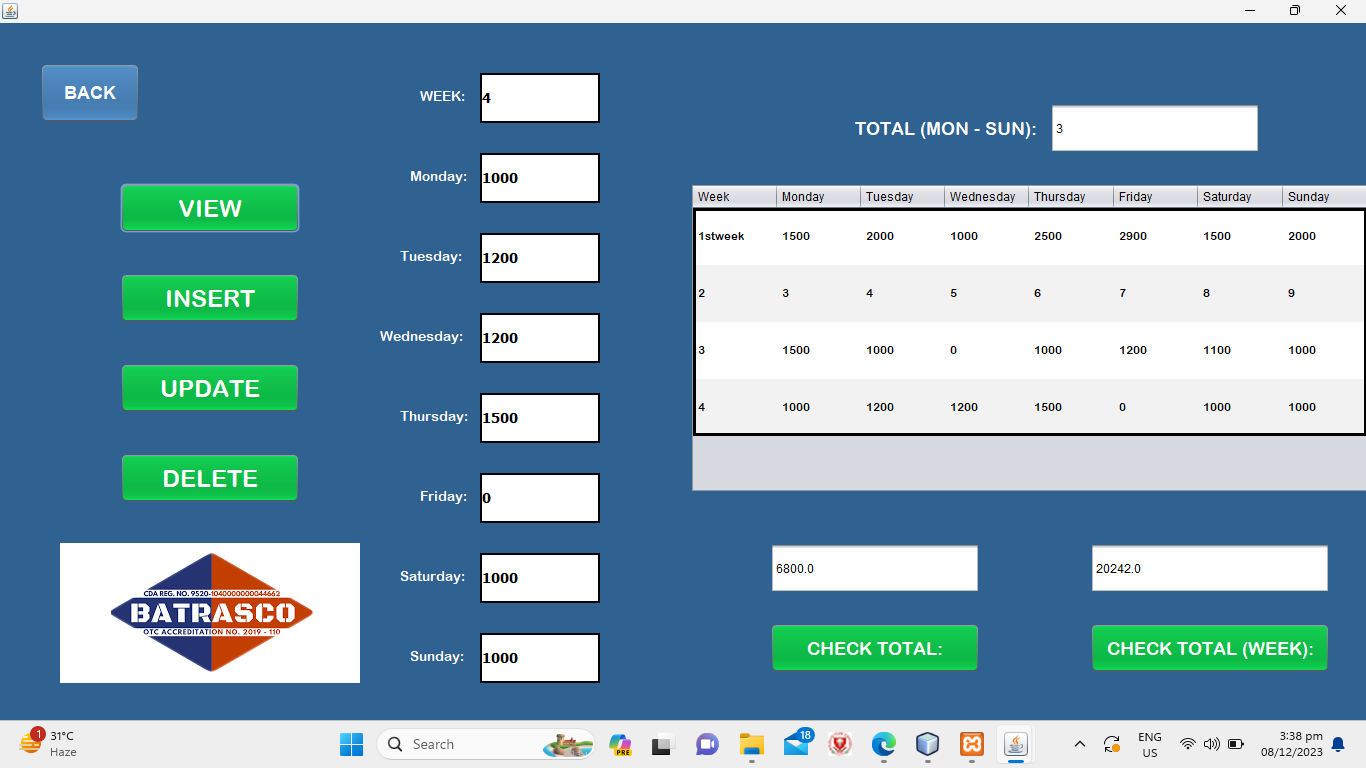 BACK
WEEK: 4
TOTAL (MON - SUN): 3
Monday: 1000
VIEW
Week Monday Tuesday Wednesday Thursday Friday Saturday Sunday
1stweek 1500 2000 1000 2500 2900 1500 2000
Tuesday: 1200
INSERT
2 3 4 5 6 7 8 9
Wednesday: 1200
3 1500 1000 0 1000 1200 1100 1000
UPDATE
4 1000 1200 1200 1500 0 1000 1000
Thursday: 1500
DELETE
Friday: 0
Saturday: 1000
6800.0
20242.0
CDA REG. NO. 9520-1040000000044662
BATRASCO
OTC ACCREDITATION NO. 2019 - 110
Sunday: 1000
CHECK TOTAL:
CHECK TOTAL (WEEK):
1
31°C
Haze
Search
PRE
18
ENG
US
3:38 pm
08/12/2023